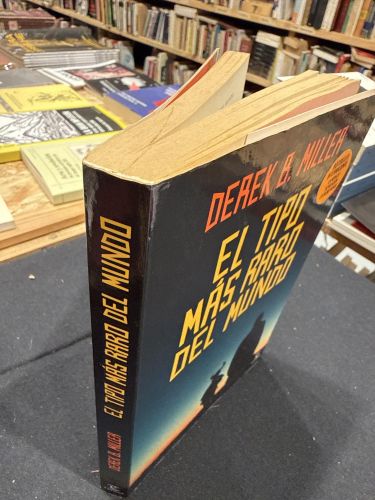 DEREK B. MILLER
EL TIPO
MÁS RARO
DEL MUNDO
EL TIPO MÁS RARO DEL MUNDO
DEREK B. MILLER